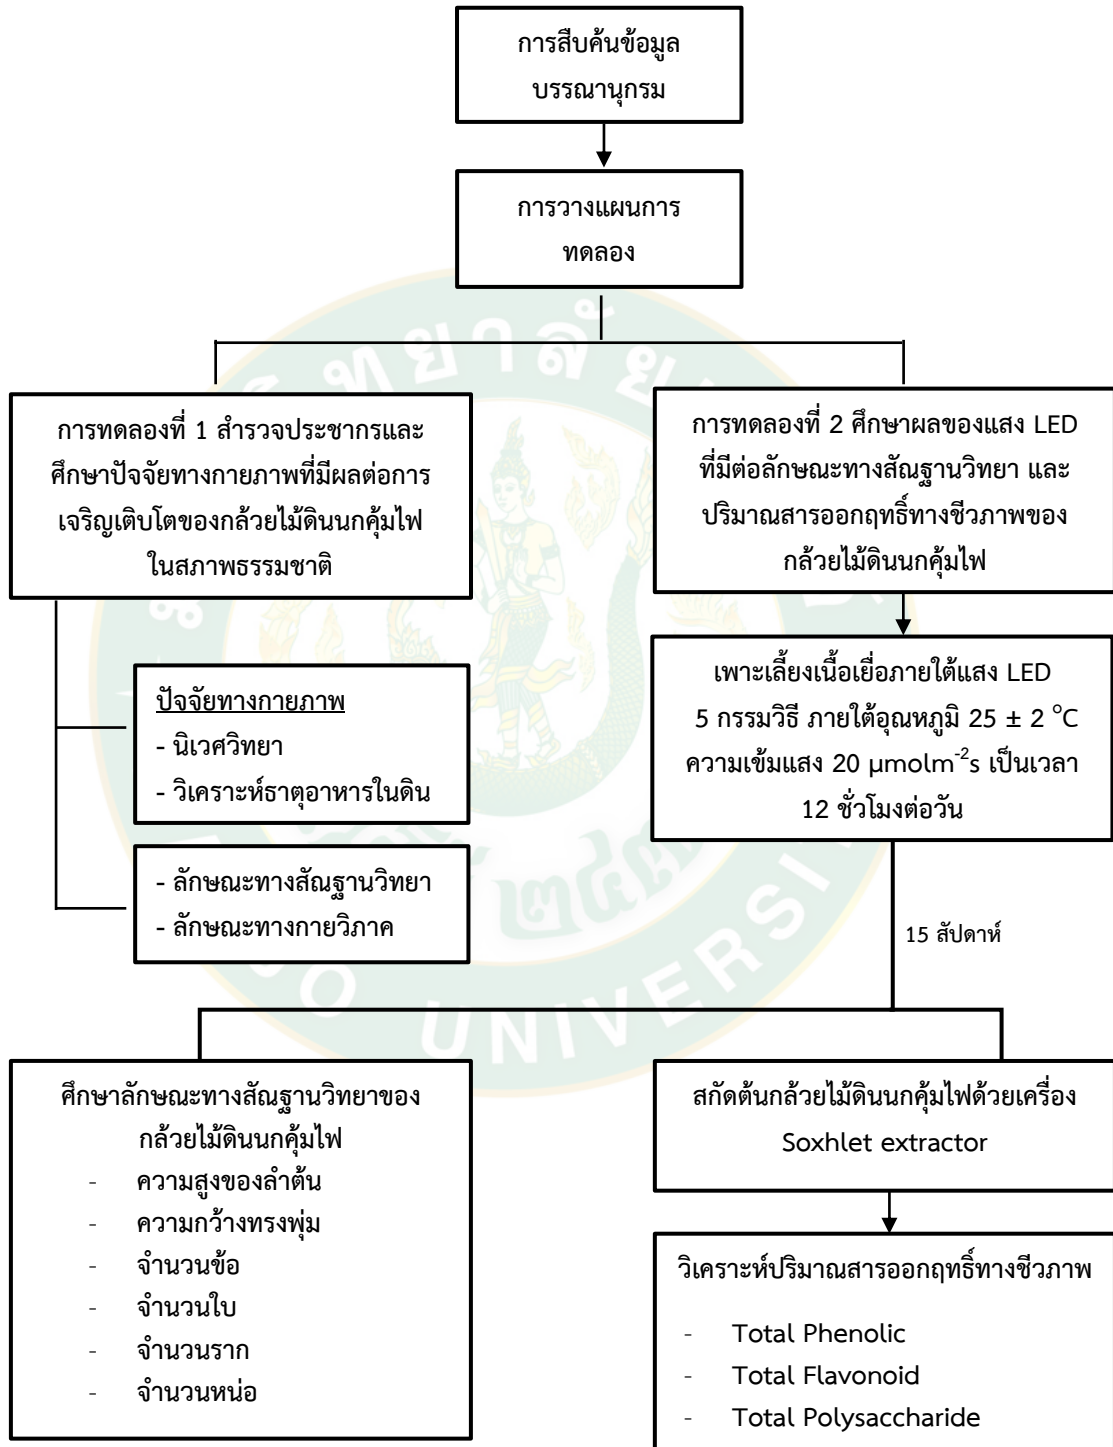 การสืบค้นข้อมูล
บรรณานุกรม
การวางแผนการ
ทดลอง
การทดลองที่ 1 สำรวจประชากรและ
ศึกษาปัจจัยทางกายภาพที่มีผลต่อการ
เจริญเติบโตของกล้วยไม้ดินนกคุ้มไฟ
ในสภาพธรรมชาติ
ปัจจัยทางกายภาพ
- นิเวศวิทยา
- วิเคราะห์ธาตุอาหารในดิน
- ลักษณะทางสัณฐานวิทยา
- ลักษณะทางกายวิภาค
การทดลองที่ 2 ศึกษาผลของแสง LED
ที่มีต่อลักษณะทางสัณฐานวิทยา และ
ปริมาณสารออกฤทธิ์ทางชีวภาพของ
กล้วยไม้ดินนกคุ้มไฟ
เพาะเลี้ยงเนื้อเยื่อภายใต้แสง LED
5 กรรมวิธี ภายใต้อุณหภูมิ 25 ± 2 °C
ความเข้มแสง 20 µmolm⁻²s เป็นเวลา
12 ชั่วโมงต่อวัน
15 สัปดาห์
ศึกษาลักษณะทางสัณฐานวิทยาของ
กล้วยไม้ดินนกคุ้มไฟ
- ความสูงของลำต้น
- ความกว้างทรงพุ่ม
- จำนวนข้อ
- จำนวนใบ
- จำนวนราก
- จำนวนหน่อ
สกัดต้นกล้วยไม้ดินนกคุ้มไฟด้วยเครื่อง
Soxhlet extractor
วิเคราะห์ปริมาณสารออกฤทธิ์ทางชีวภาพ
- Total Phenolic
- Total Flavonoid
- Total Polysaccharide
UNIVERSI